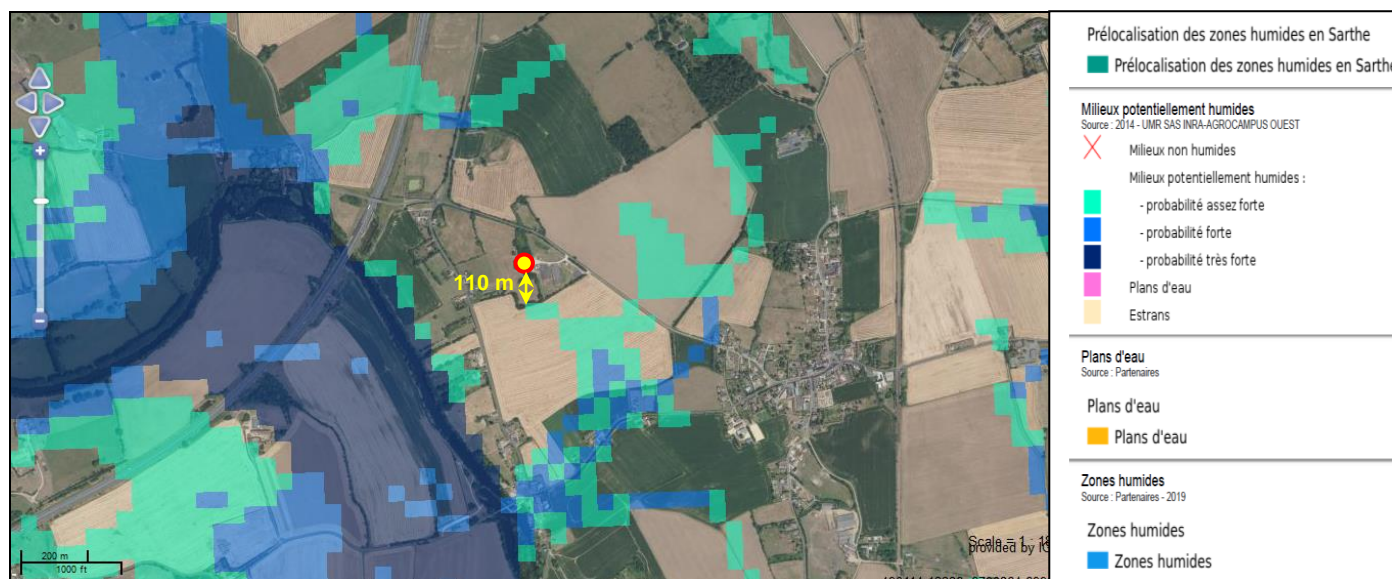 110 m
200 m
1000 ft
Scale = 1 : 18
provided by IG
Prélocalisation des zones humides en Sarthe
Prélocalisation des zones humides en Sarthe
Milieux potentiellement humides
Source : 2014 - UMR SAS INRA-AGROCAMPUS OUEST
Milieux non humides
Milieux potentiellement humides :
- probabilité assez forte
- probabilité forte
- probabilité très forte
Plans d'eau
Estrans
Plans d'eau
Source : Partenaires
Plans d'eau
Plans d'eau
Zones humides
Source : Partenaires - 2019
Zones humides
Zones humides